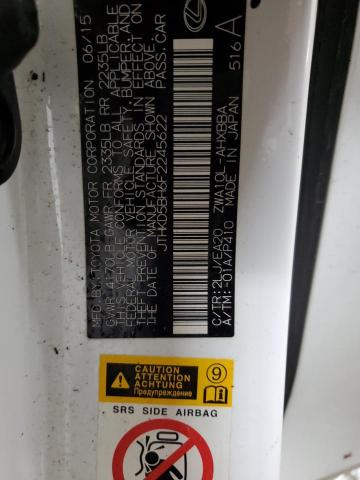 MFD.BY:TOYOTA MOTOR CORPORATION 06/15
GVWR 4170LB GAWR FR 2335LB RR 2235LB
THIS VEHICLE CONFORMS TO ALL APPLICABLE
FEDERAL MOTOR VEHICLE SAFETY, BUMPER AND
THEFT PREVENTION STANDARDS IN EFFECT ON THE
DATE OF MANUFACTURE SHOWN ABOVE.
JTHKD5BH6F2245622 PASS.CAR
C/TR:2LJ/EA20 ZWA10L-AHXBBA
A/TM:-01A/P410 MADE IN JAPAN 516
A
CAUTION
ATTENTION
ACHTUNG
Предупреждение
9
SRS SIDE AIRBAG